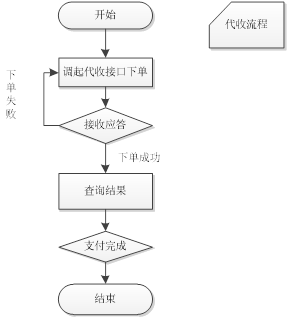 开始
代收流程
调起代收接口下单
下单失败
接收应答
下单成功
查询结果
支付完成
结束